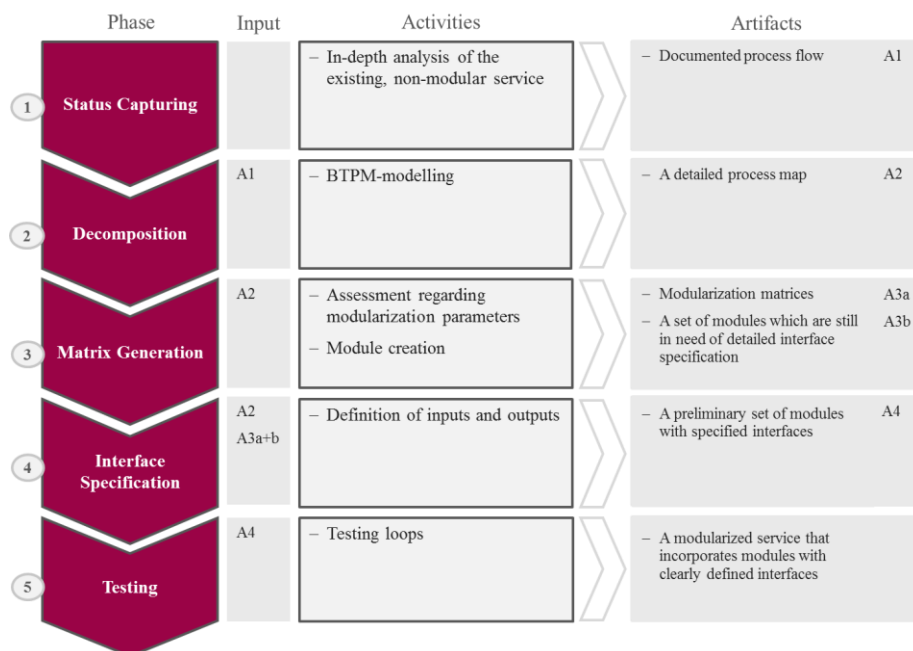 Phase Input Activities Artifacts
1
Status Capturing
– In-depth analysis of the
existing, non-modular service
– Documented process flow A1
2
Decomposition
A1
– BTPM-modelling
– A detailed process map A2
3
Matrix Generation
A2
– Assessment regarding
modularization parameters
– Module creation
– Modularization matrices A3a
– A set of modules which are still A3b
in need of detailed interface
specification
4
Interface
Specification
A2
A3a+b
– Definition of inputs and outputs
– A preliminary set of modules A4
with specified interfaces
5
Testing
A4
– Testing loops
– A modularized service that
incorporates modules with
clearly defined interfaces